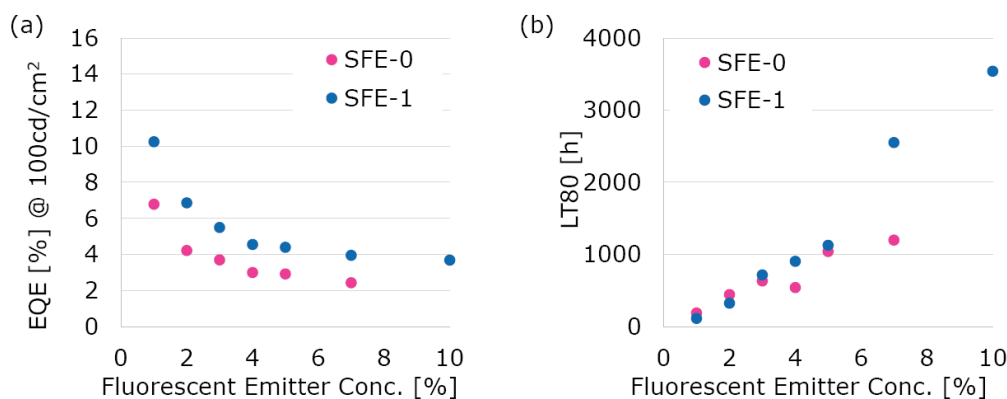 (a)
EQE [%] @ 100cd/cm²
16
14
12
10
8
6
4
2
0
SFE-0
SFE-1
0 2 4 6 8 10
Fluorescent Emitter Conc. [%]
(b)
LT80 [h]
4000
3000
2000
1000
0
SFE-0
SFE-1
0 2 4 6 8 10
Fluorescent Emitter Conc. [%]